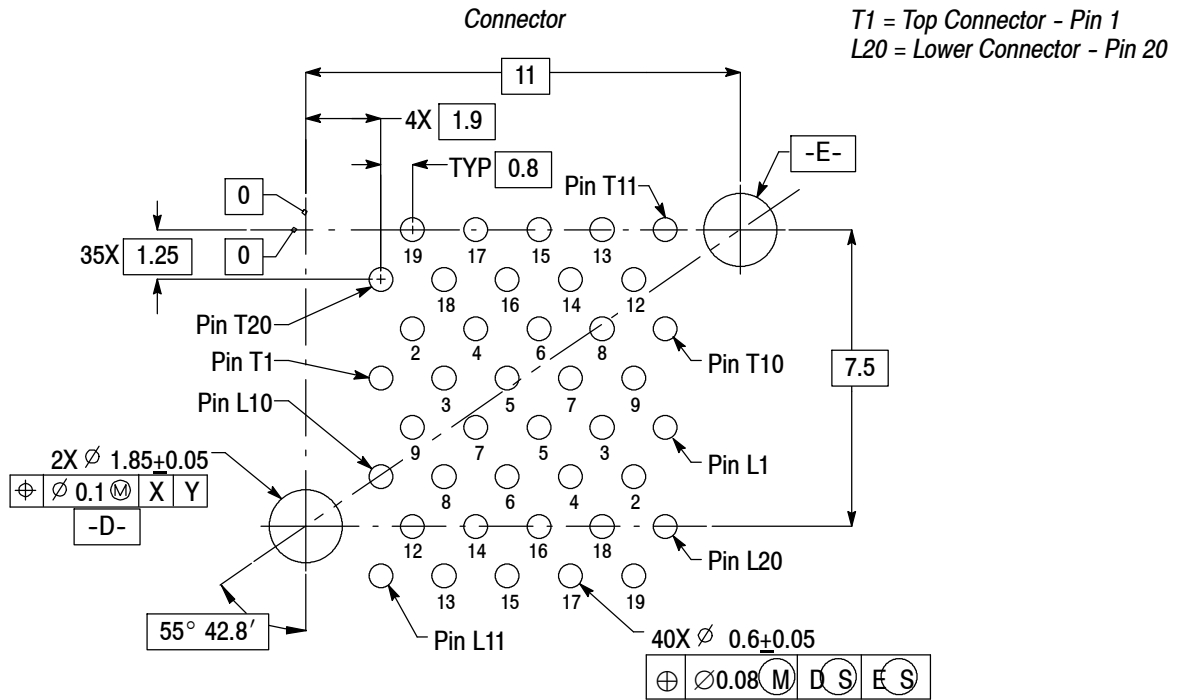 Connector
T1 = Top Connector - Pin 1
L20 = Lower Connector - Pin 20
11
4X 1.9
TYP 0.8
Pin T11
-E-
0
35X 1.25
0
19 17 15 13
18 16 14 12
Pin T20
2 4 6 8
Pin T1
Pin T10
7.5
3 5 7 9
Pin L10
9 7 5 3
2X ∅ 1.85±0.05
⌖ ∅ 0.1 Ⓜ X Y
-D-
Pin L1
8 6 4 2
12 14 16 18
Pin L20
13 15 17 19
55° 42.8′
Pin L11
40X ∅ 0.6±0.05
⌖ ∅0.08 Ⓜ D Ⓢ E Ⓢ